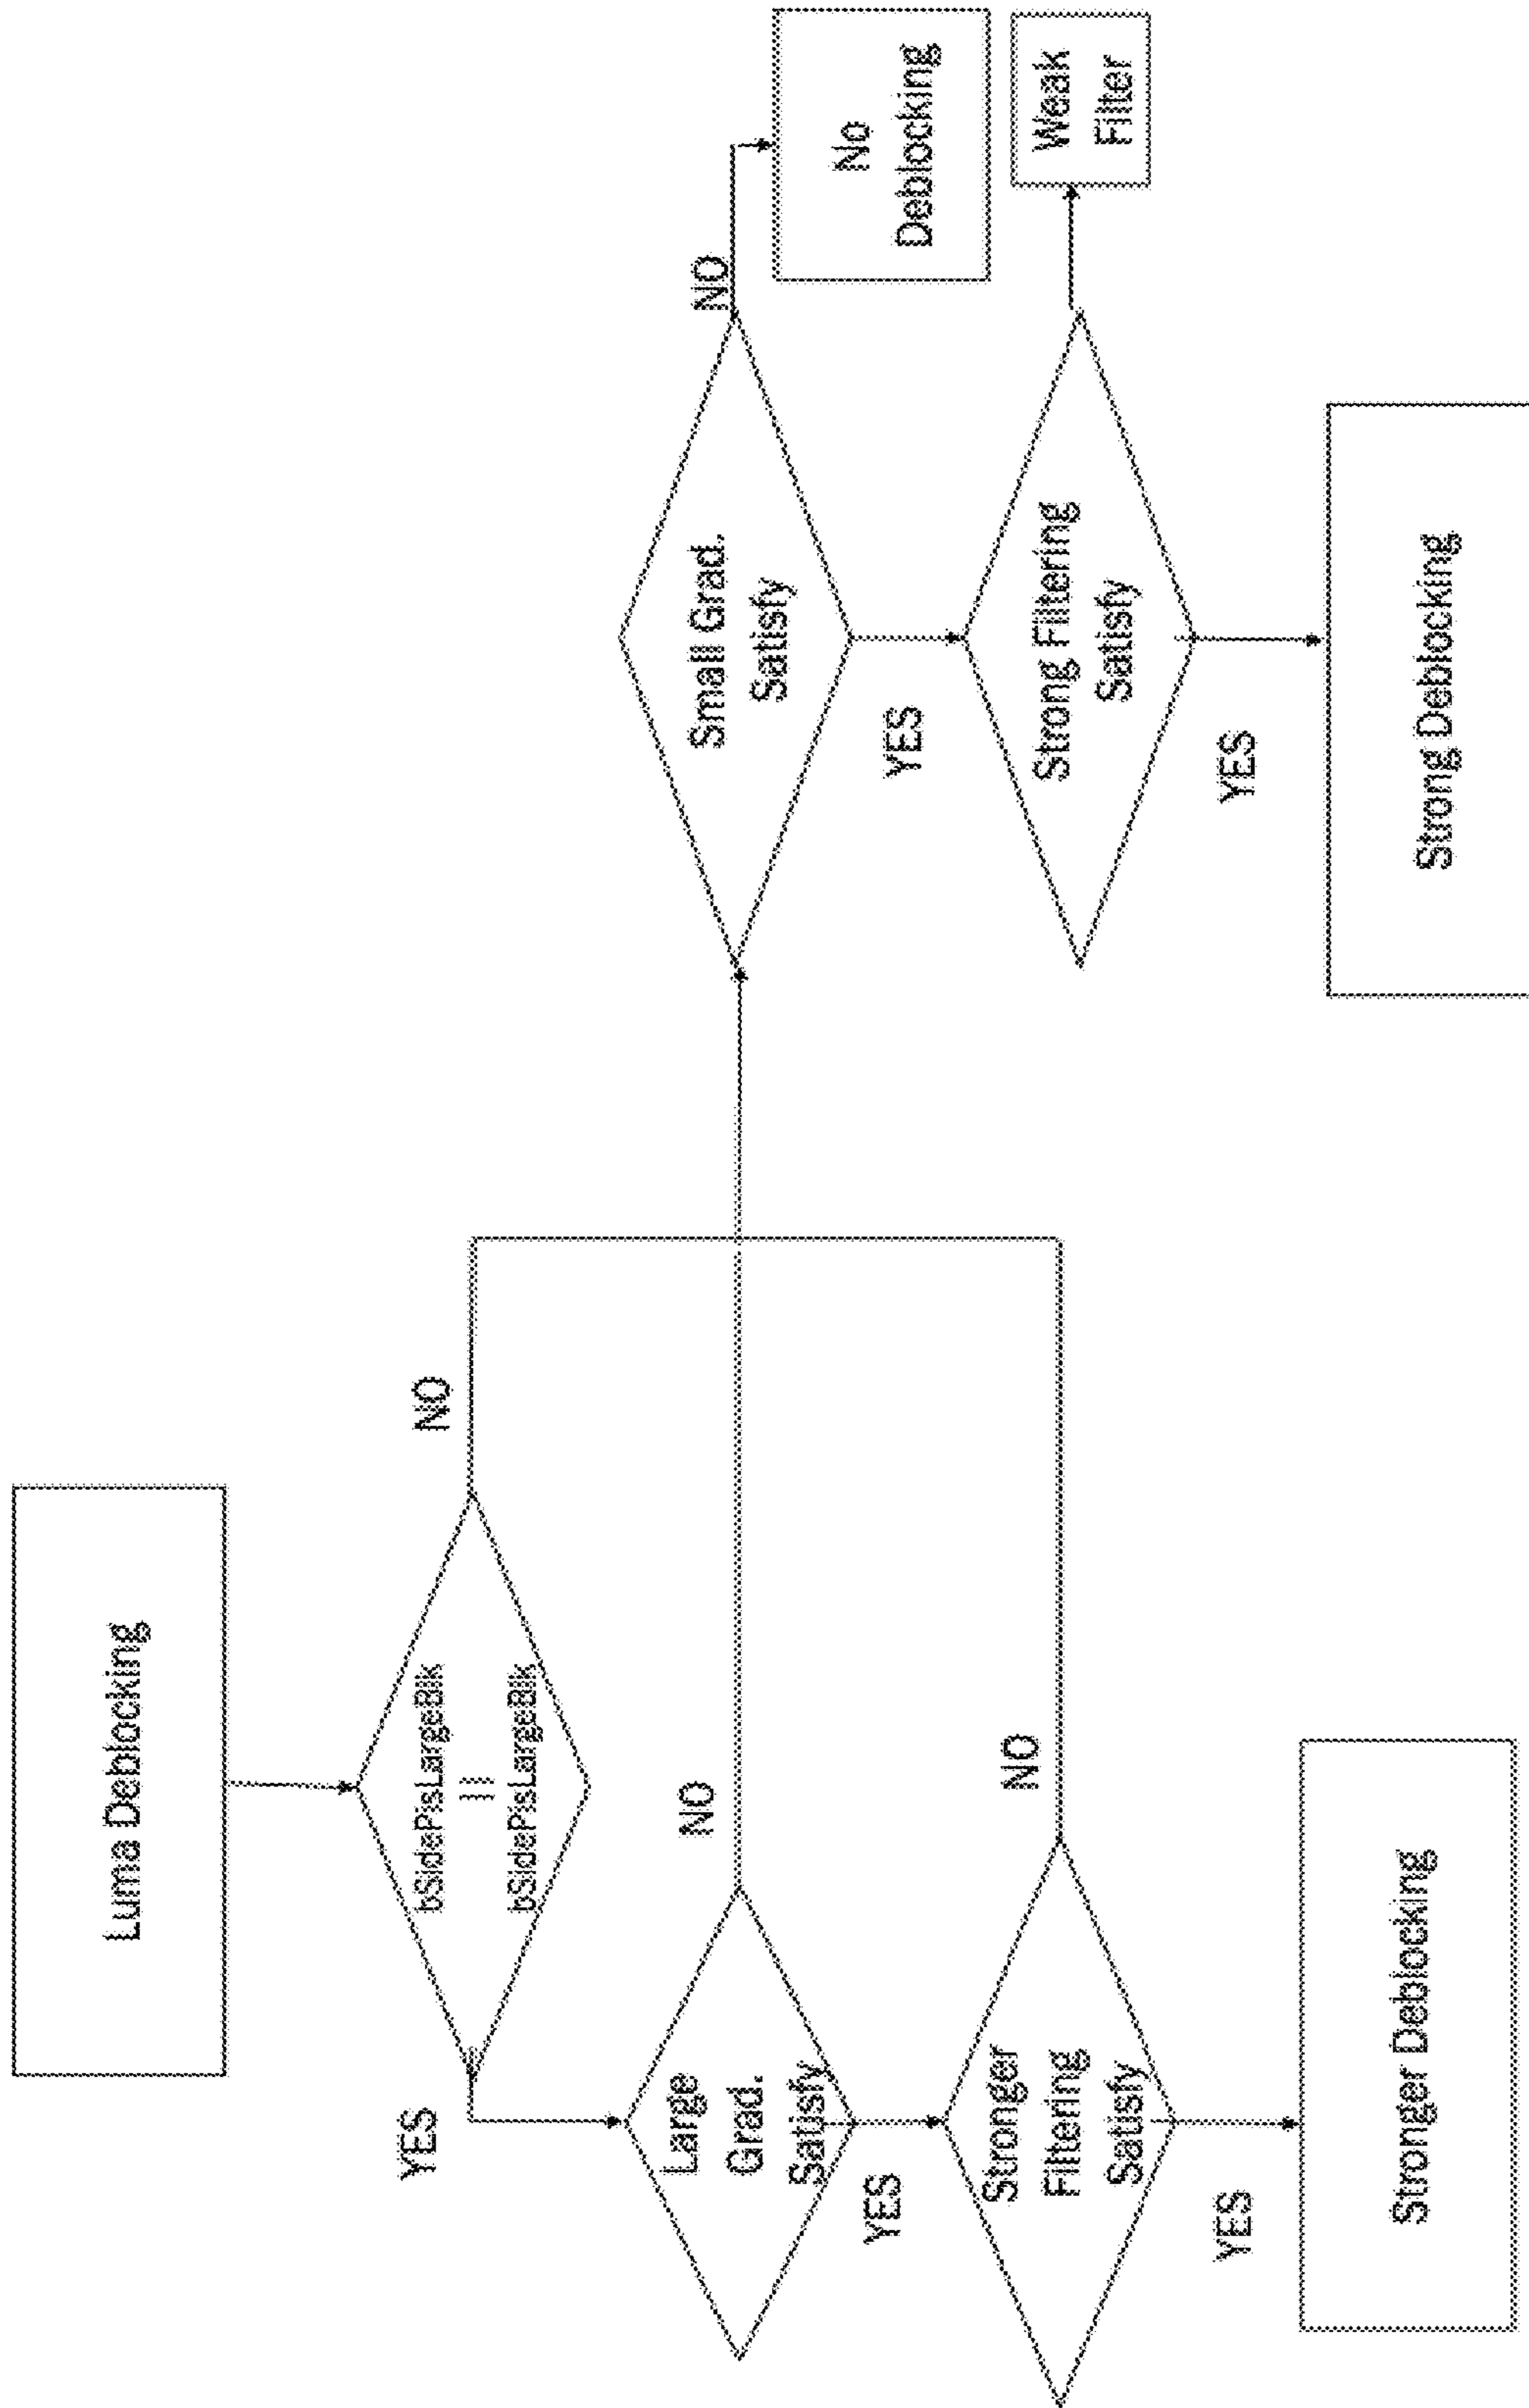 Luma Deblocking
bSidePisLargeBlk
||
bSidePisLargeBlk
YES
NO
Large
Grad.
Satisfy
NO
YES
Stronger
Filtering
Satisfy
NO
YES
Stronger Deblocking
Small Grad.
Satisfy
NO
No
Deblocking
YES
Strong Filtering
Satisfy
Weak
Filter
YES
Strong Deblocking